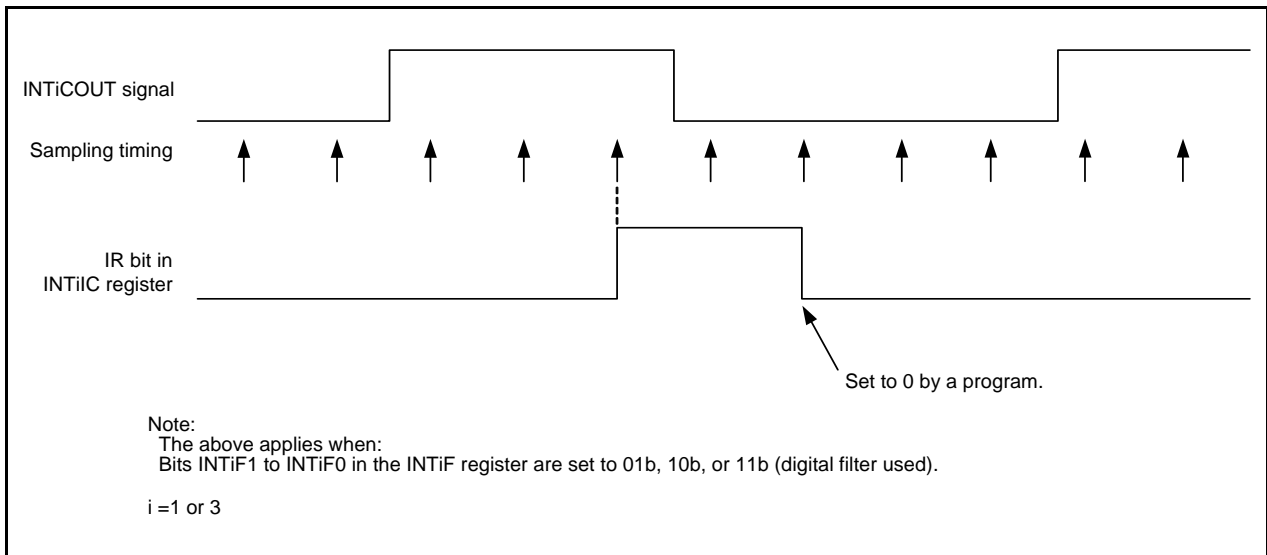 INTiCOUT signal
Sampling timing
IR bit in
INTiIC register
Set to 0 by a program.
Note:
The above applies when:
Bits INTiF1 to INTiF0 in the INTiF register are set to 01b, 10b, or 11b (digital filter used).
i =1 or 3